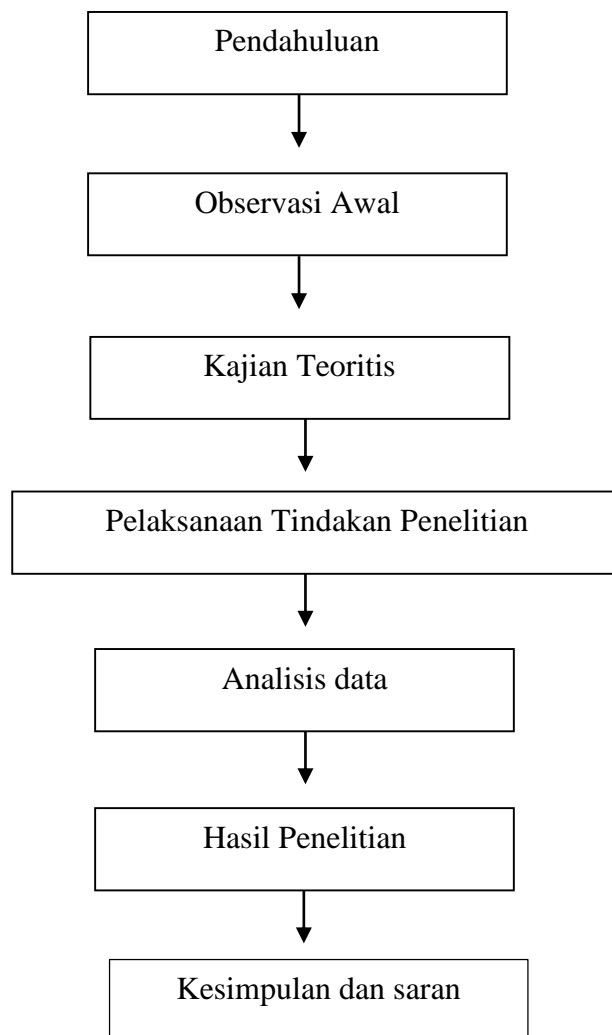 Pendahuluan
Observasi Awal
Kajian Teoritis
Pelaksanaan Tindakan Penelitian
Analisis data
Hasil Penelitian
Kesimpulan dan saran